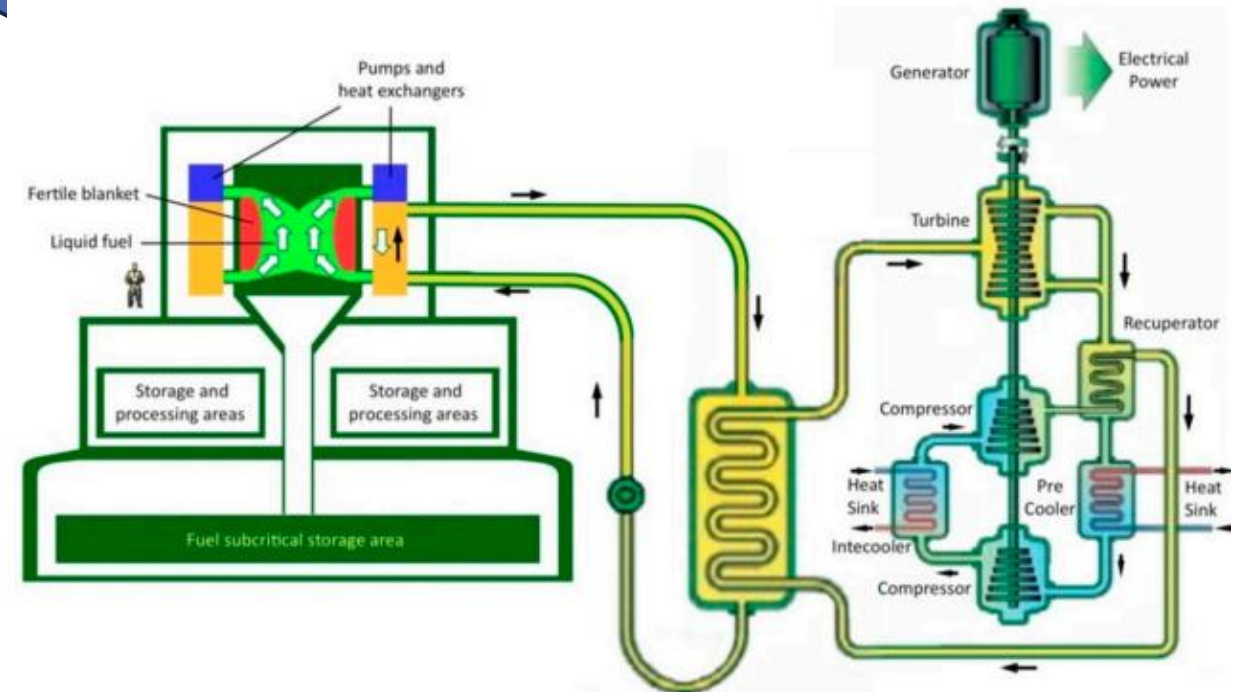 Pumps and
heat exchangers
Fertile blanket
Liquid fuel
Storage and
processing areas
Storage and
processing areas
Fuel subcritical storage area
Generator
Electrical
Power
Turbine
Recuperator
Compressor
Heat
Sink
Pre
Cooler
Heat
Sink
Intecooler
Compressor